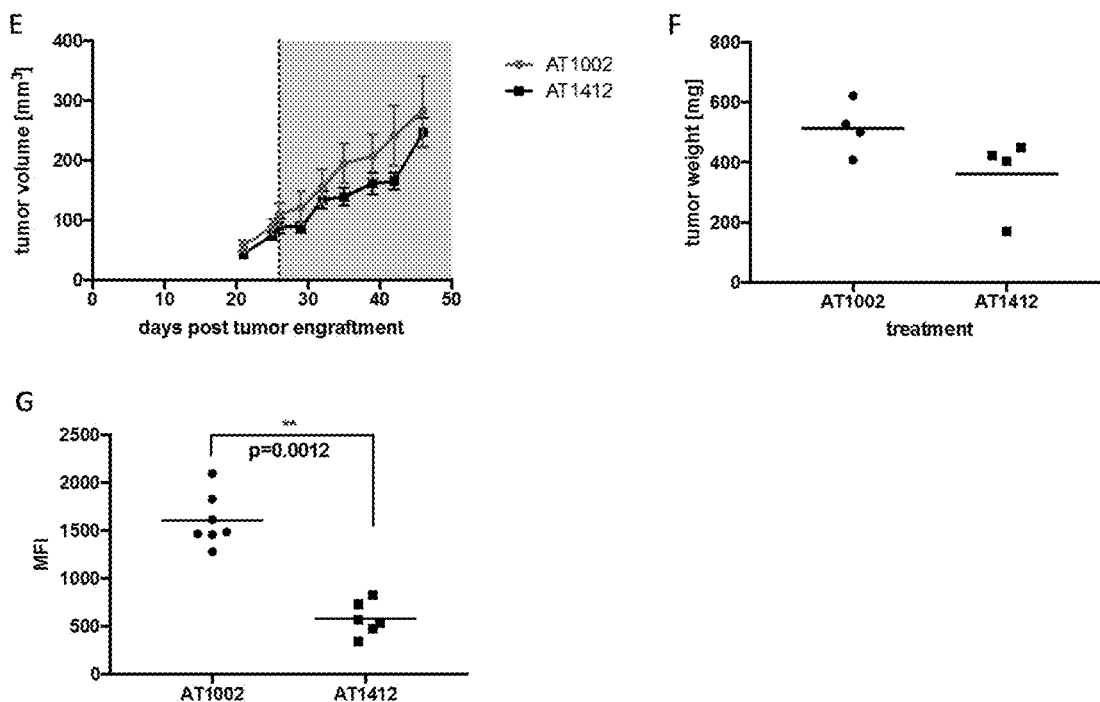 E
tumor volume [mm³]
400
300
200
100
0
0 10 20 30 40 50
days post tumor engraftment
AT1002
AT1412
F
tumor weight [mg]
800
600
400
200
0
AT1002 AT1412
treatment
G
MFI
2500
2000
1500
1000
500
0
**
p=0.0012
AT1002 AT1412